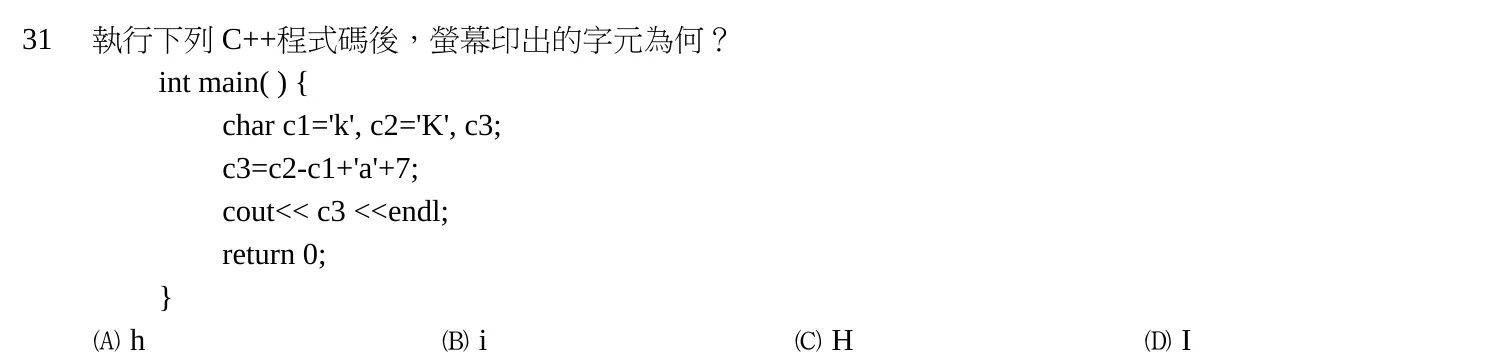 31 執行下列 C++程式碼後，螢幕印出的字元為何？
int main( ) {
char c1='k', c2='K', c3;
c3=c2-c1+'a'+7;
cout<< c3 <<endl;
return 0;
}
(A) h (B) i (C) H (D) I